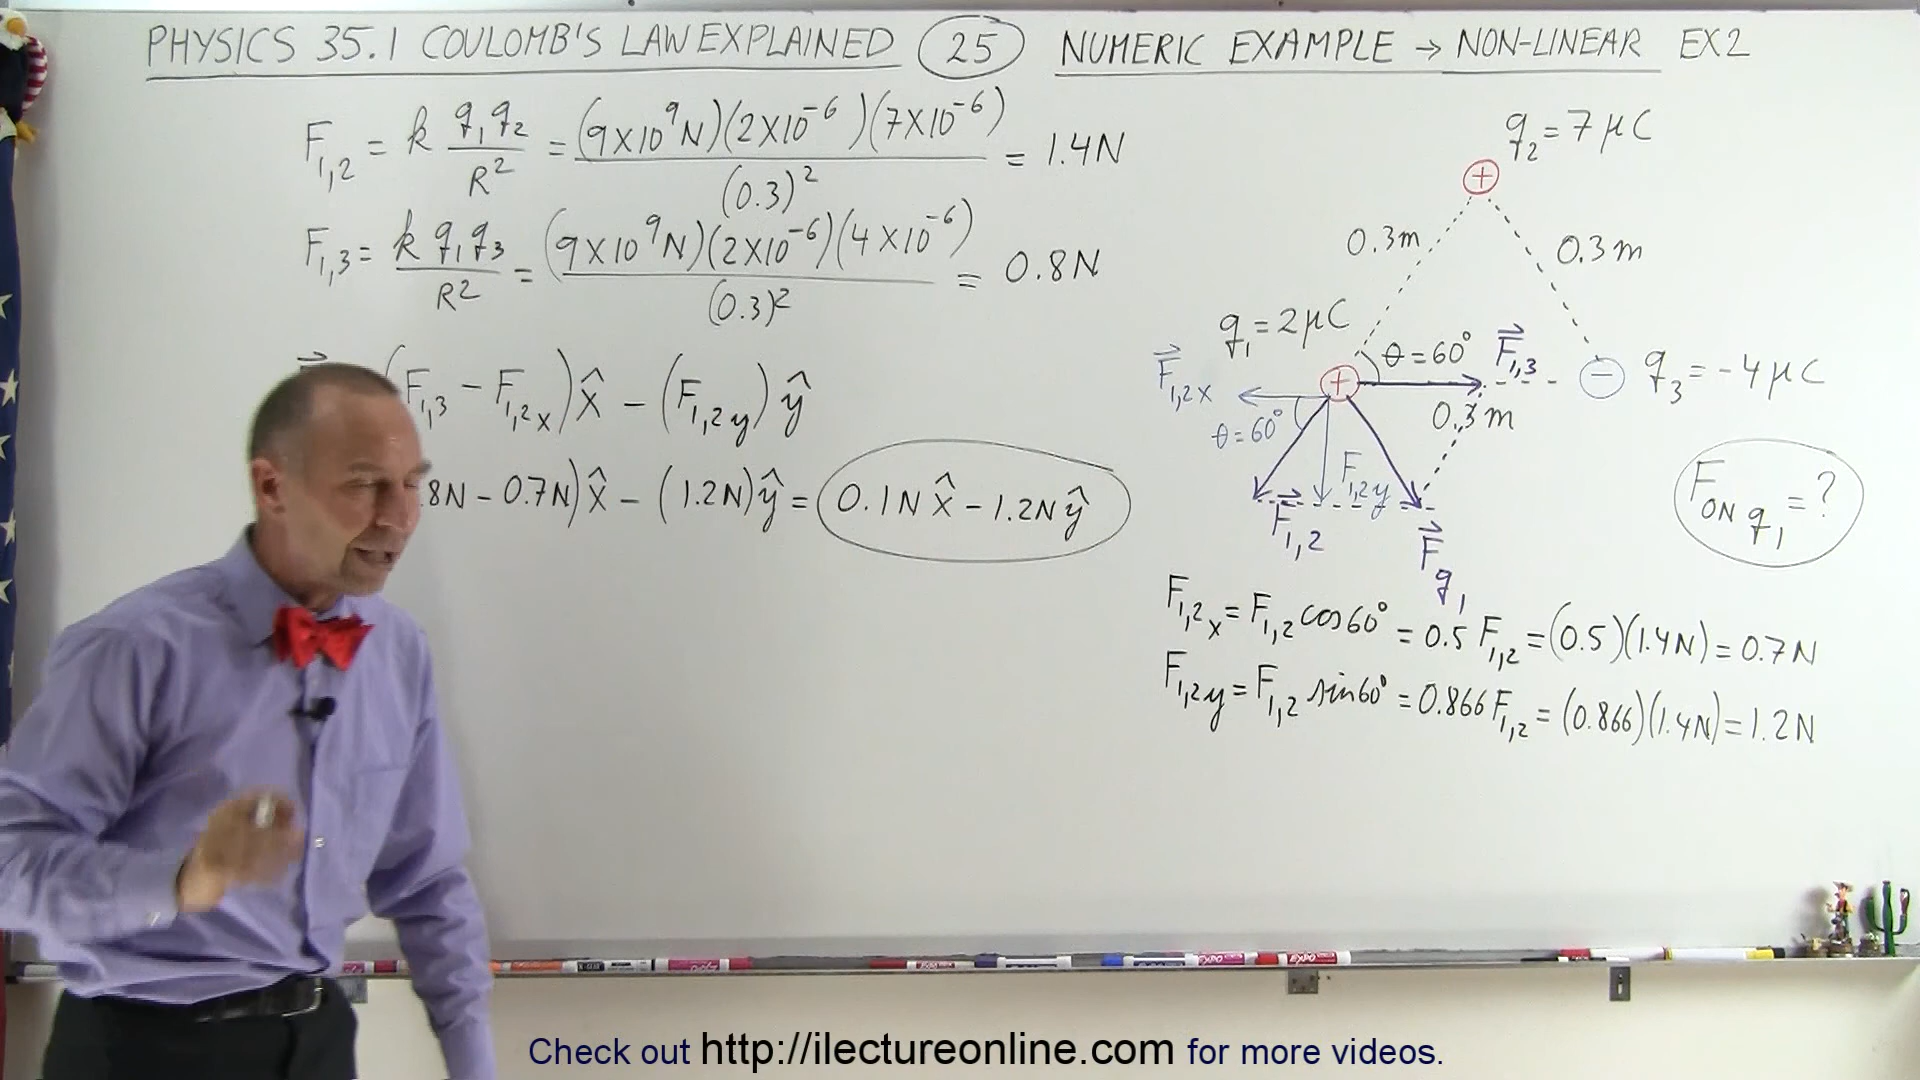 PHYSICS 35.1 COULOMB'S LAW EXPLAINED 25 NUMERIC EXAMPLE → NON-LINEAR EX2
F₁,₂ = k q₁q₂/R² = (9×10⁹N)(2×10⁻⁶)(7×10⁻⁶)/(0.3)² = 1.4N
F₁,₃ = k q₁q₃/R² = (9×10⁹N)(2×10⁻⁶)(4×10⁻⁶)/(0.3)² = 0.8N
(F₁,₃ - F₁,₂ₓ)x̂ - (F₁,₂y)ŷ
.8N - 0.7N)x̂ - (1.2N)ŷ = 0.1N x̂ - 1.2N ŷ
q₂ = 7μC
+
0.3m
0.3m
q₁ = 2μC
θ = 60°
F⃗₁,₃
F⃗₁,₂ₓ
+
−
q₃ = -4μC
θ = 60°
0.3m
F₁,₂y
F⃗₁,₂
F⃗q₁
F ON q₁ = ?
F₁,₂ₓ = F₁,₂ cos60° = 0.5 F₁,₂ = (0.5)(1.4N) = 0.7N
F₁,₂y = F₁,₂ sin60° = 0.866 F₁,₂ = (0.866)(1.4N) = 1.2N
EXPO EXPO
Check out http://ilectureonline.com for more videos.